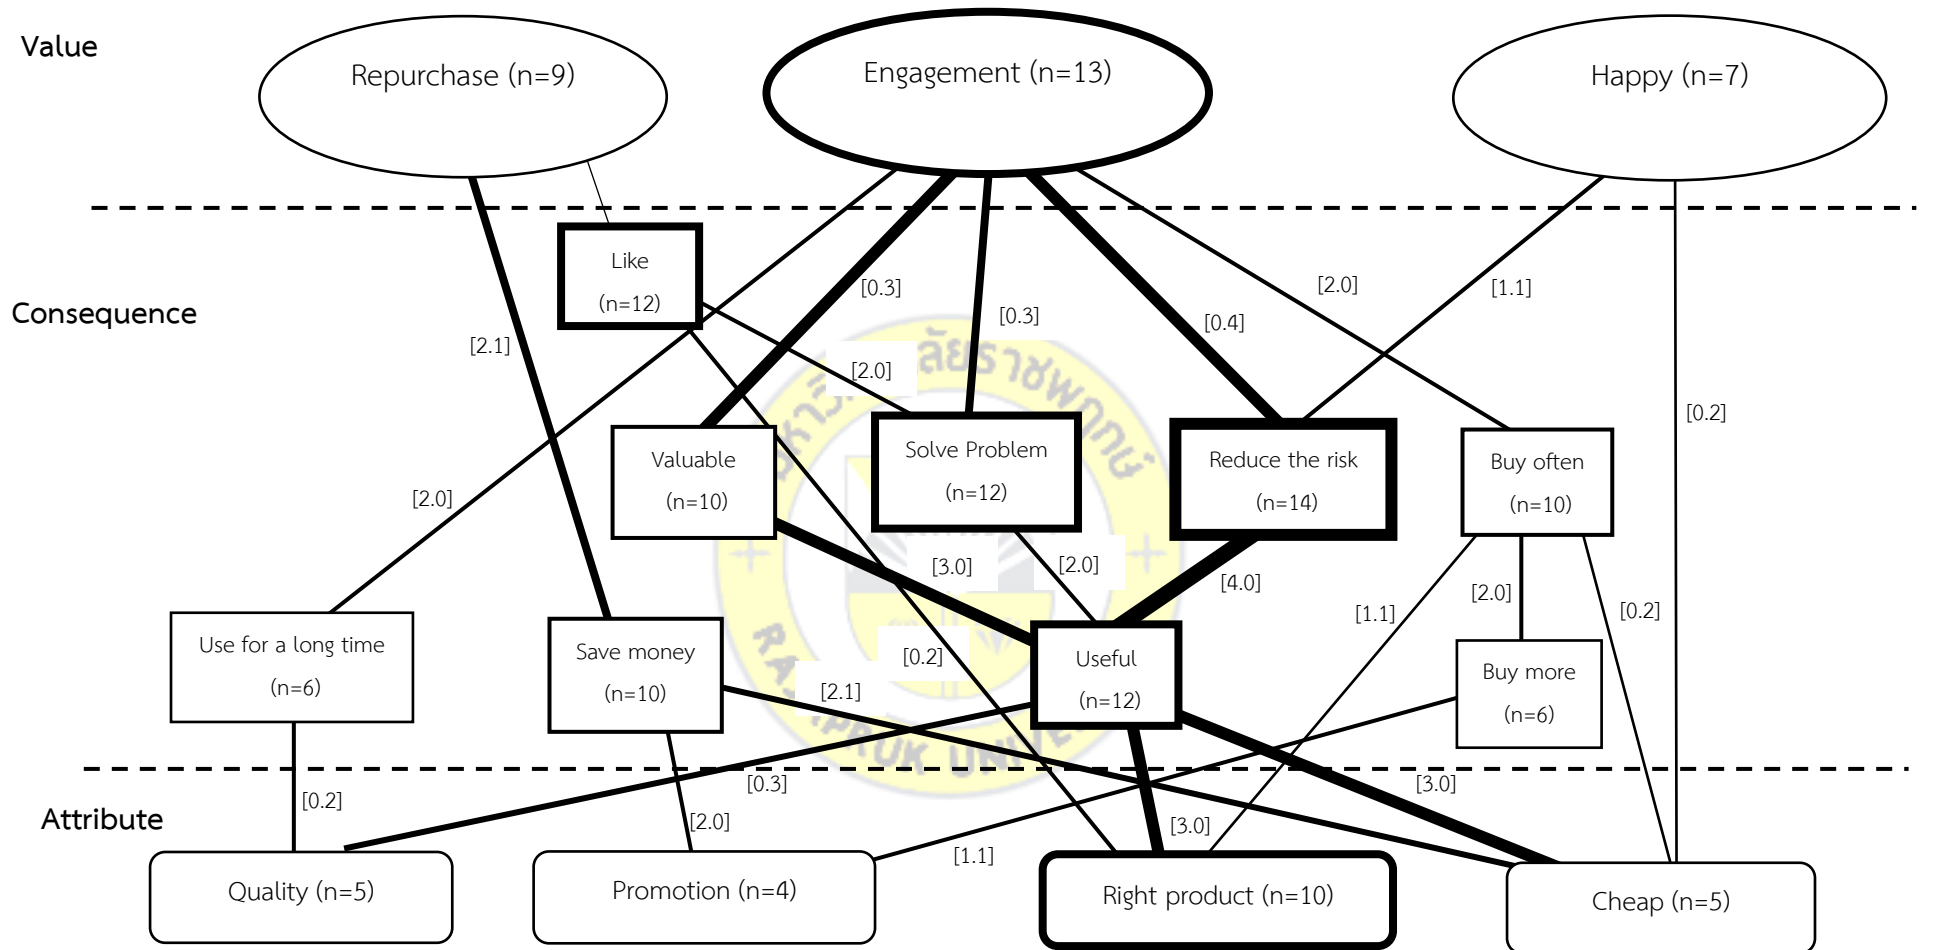 Value
Repurchase (n=9)
Engagement (n=13)
Happy (n=7)
Consequence
Like
(n=12)
[2.1]
[0.3]
[0.3]
[0.4]
[2.0]
[1.1]
[2.0]
[0.2]
Valuable
(n=10)
Solve Problem
(n=12)
Reduce the risk
(n=14)
Buy often
(n=10)
[2.0]
[3.0]
[2.0]
[4.0]
[1.1]
[2.0]
[0.2]
Use for a long time
(n=6)
Save money
(n=10)
[2.1]
[0.2]
Useful
(n=12)
Buy more
(n=6)
Attribute
[0.2]
[2.0]
[0.3]
[1.1]
[3.0]
[3.0]
Quality (n=5)
Promotion (n=4)
Right product (n=10)
Cheap (n=5)